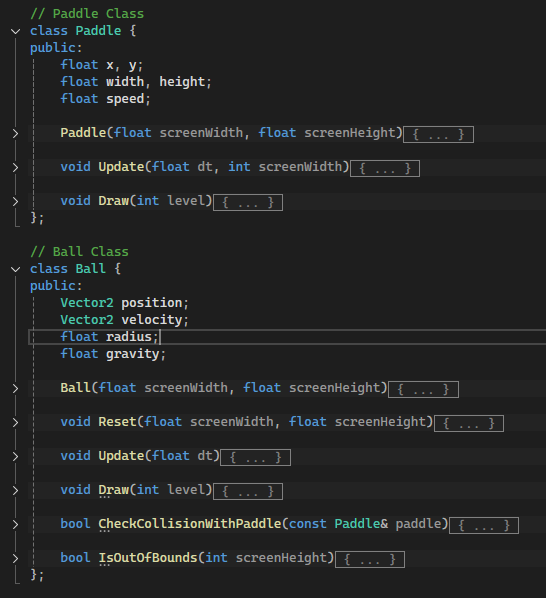 // Paddle Class
class Paddle {
public:
    float x, y;
    float width, height;
    float speed;
    Paddle(float screenWidth, float screenHeight){ ... }
    void Update(float dt, int screenWidth){ ... }
    void Draw(int level){ ... }
};
// Ball Class
class Ball {
public:
    Vector2 position;
    Vector2 velocity;
    float radius;
    float gravity;
    Ball(float screenWidth, float screenHeight){ ... }
    void Reset(float screenWidth, float screenHeight){ ... }
    void Update(float dt){ ... }
    void Draw(int level){ ... }
    bool CheckCollisionWithPaddle(const Paddle& paddle){ ... }
    bool IsOutOfBounds(int screenHeight){ ... }
};